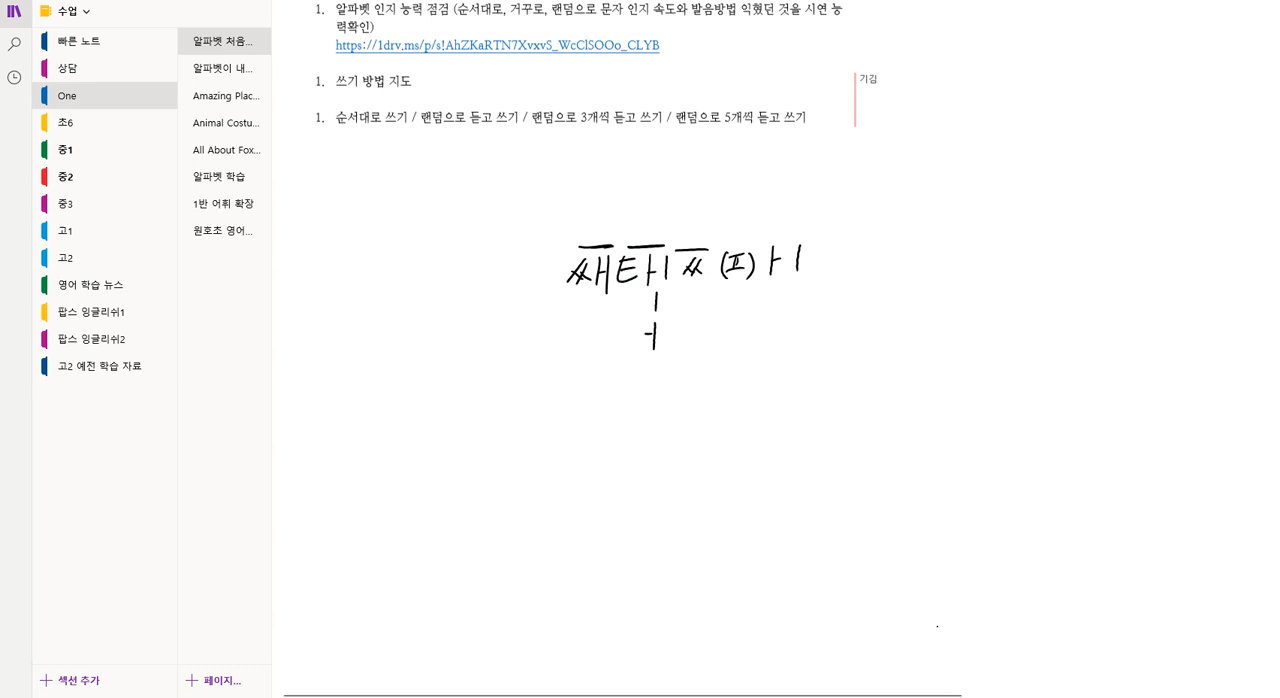 수업
빠른 노트
상담
One
초6
중1
중2
중3
고1
고2
영어 학습 뉴스
팝스 잉글리쉬1
팝스 잉글리쉬2
고2 예전 학습 자료
섹션 추가
알파벳 처음...
알파벳이 내...
Amazing Plac...
Animal Costu...
All About Fox...
알파벳 학습
1반 어휘 확장
원호초 영어...
페이지...
1. 알파벳 인지 능력 점검 (순서대로, 거꾸로, 랜덤으로 문자 인지 속도와 발음방법 익혔던 것을 시연 능
력확인)
https://1drv.ms/p/s!AhZKaRTN7XvxvS_WcClSOOo_CLYB
1. 쓰기 방법 지도
기김
1. 순서대로 쓰기 / 랜덤으로 듣고 쓰기 / 랜덤으로 3개씩 듣고 쓰기 / 랜덤으로 5개씩 듣고 쓰기
쌔 ㅌ ㅏ ㅣ ㅆ (ㅍ) ㅏ ㅣ
ㅣ
ㅓ